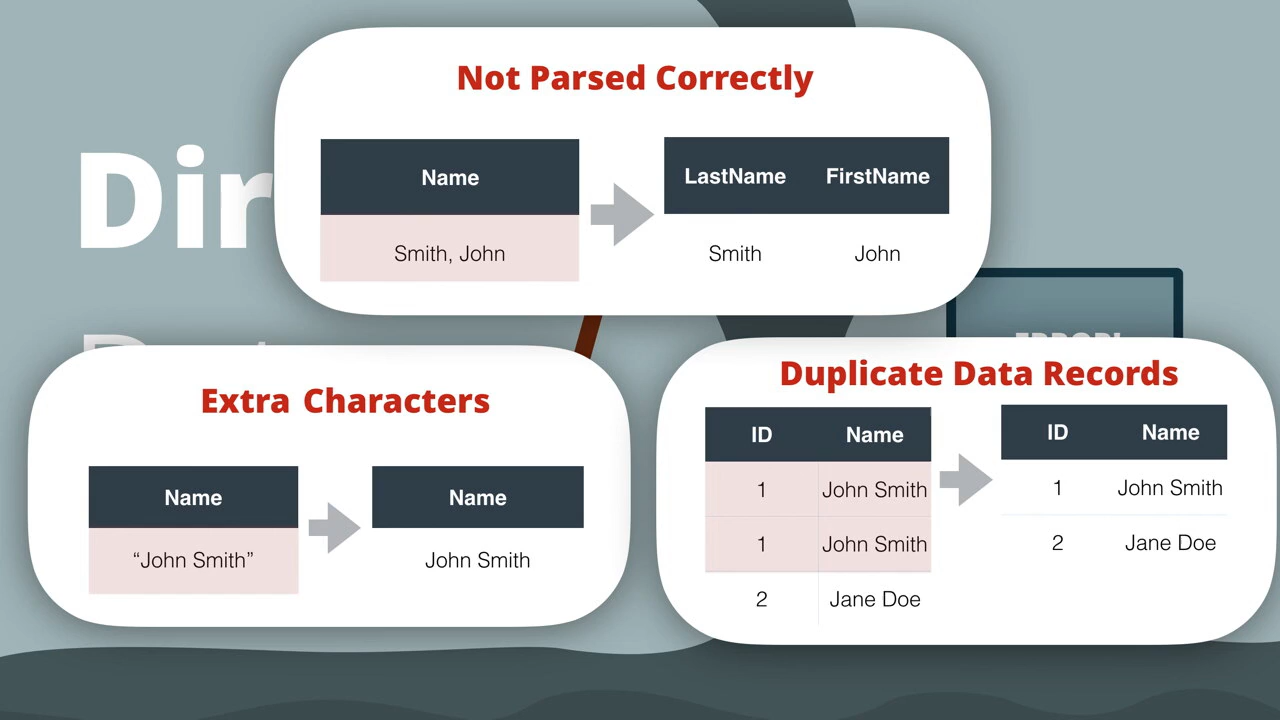 Not Parsed Correctly
Name
LastName FirstName
Smith, John
Smith John
Dir
ERROR!
Extra Characters
Name
Name
“John Smith”
John Smith
Duplicate Data Records
ID Name
ID Name
1 John Smith
1 John Smith
1 John Smith
2 Jane Doe
2 Jane Doe